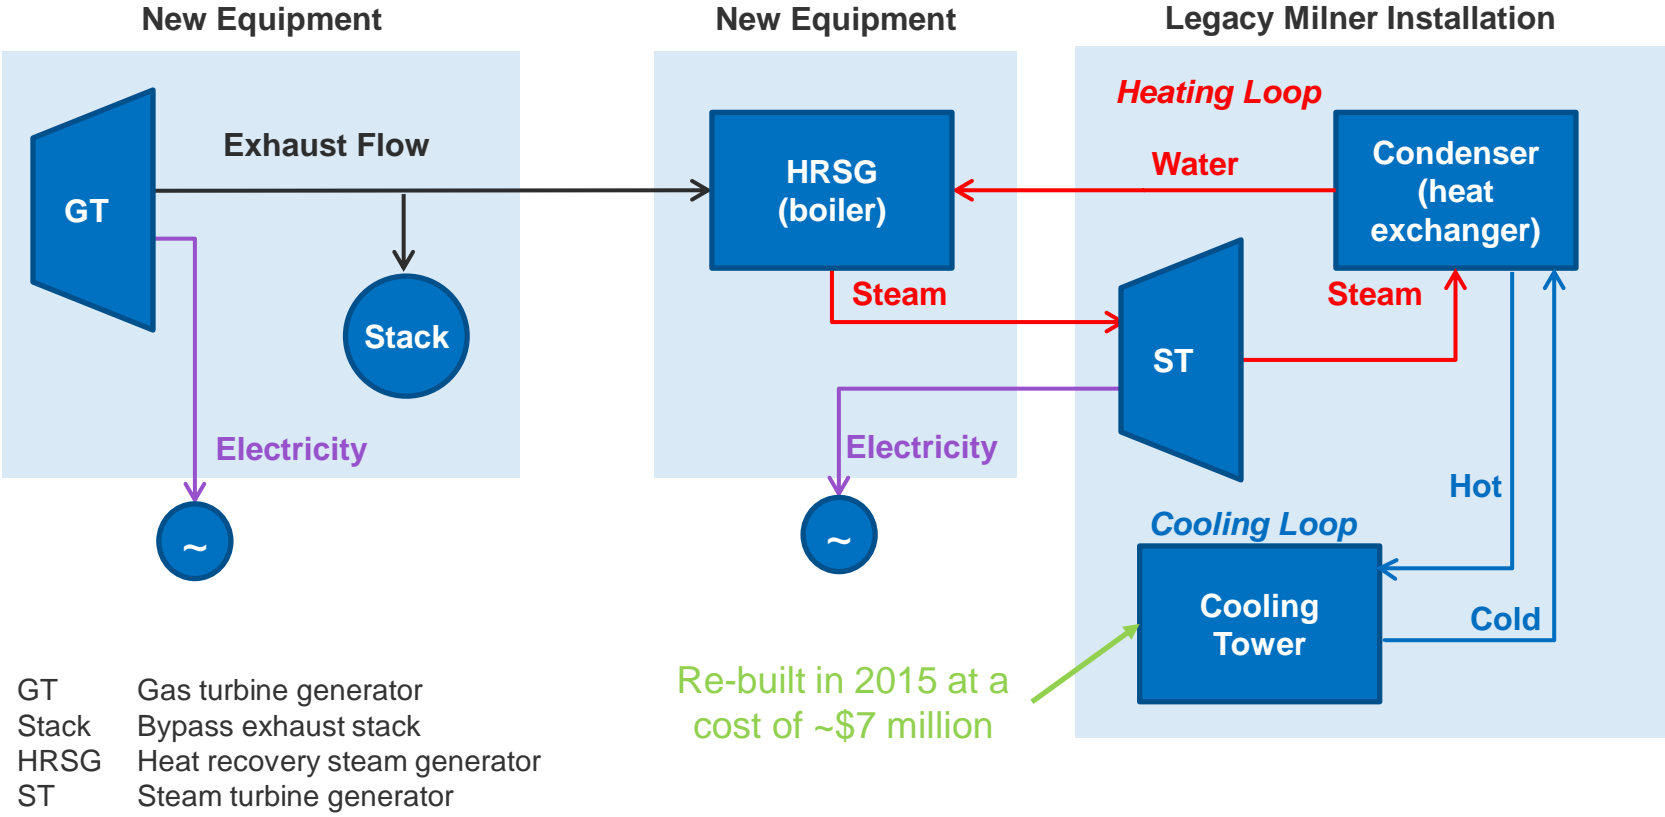 New Equipment
New Equipment
Legacy Milner Installation
Heating Loop
Exhaust Flow
Water
Condenser
(heat
exchanger)
HRSG
(boiler)
GT
Steam
Steam
Stack
ST
Electricity
Electricity
Hot
~
~
Cooling Loop
Cooling
Tower
Cold
Re-built in 2015 at a
cost of ~$7 million
GT Gas turbine generator
Stack Bypass exhaust stack
HRSG Heat recovery steam generator
ST Steam turbine generator